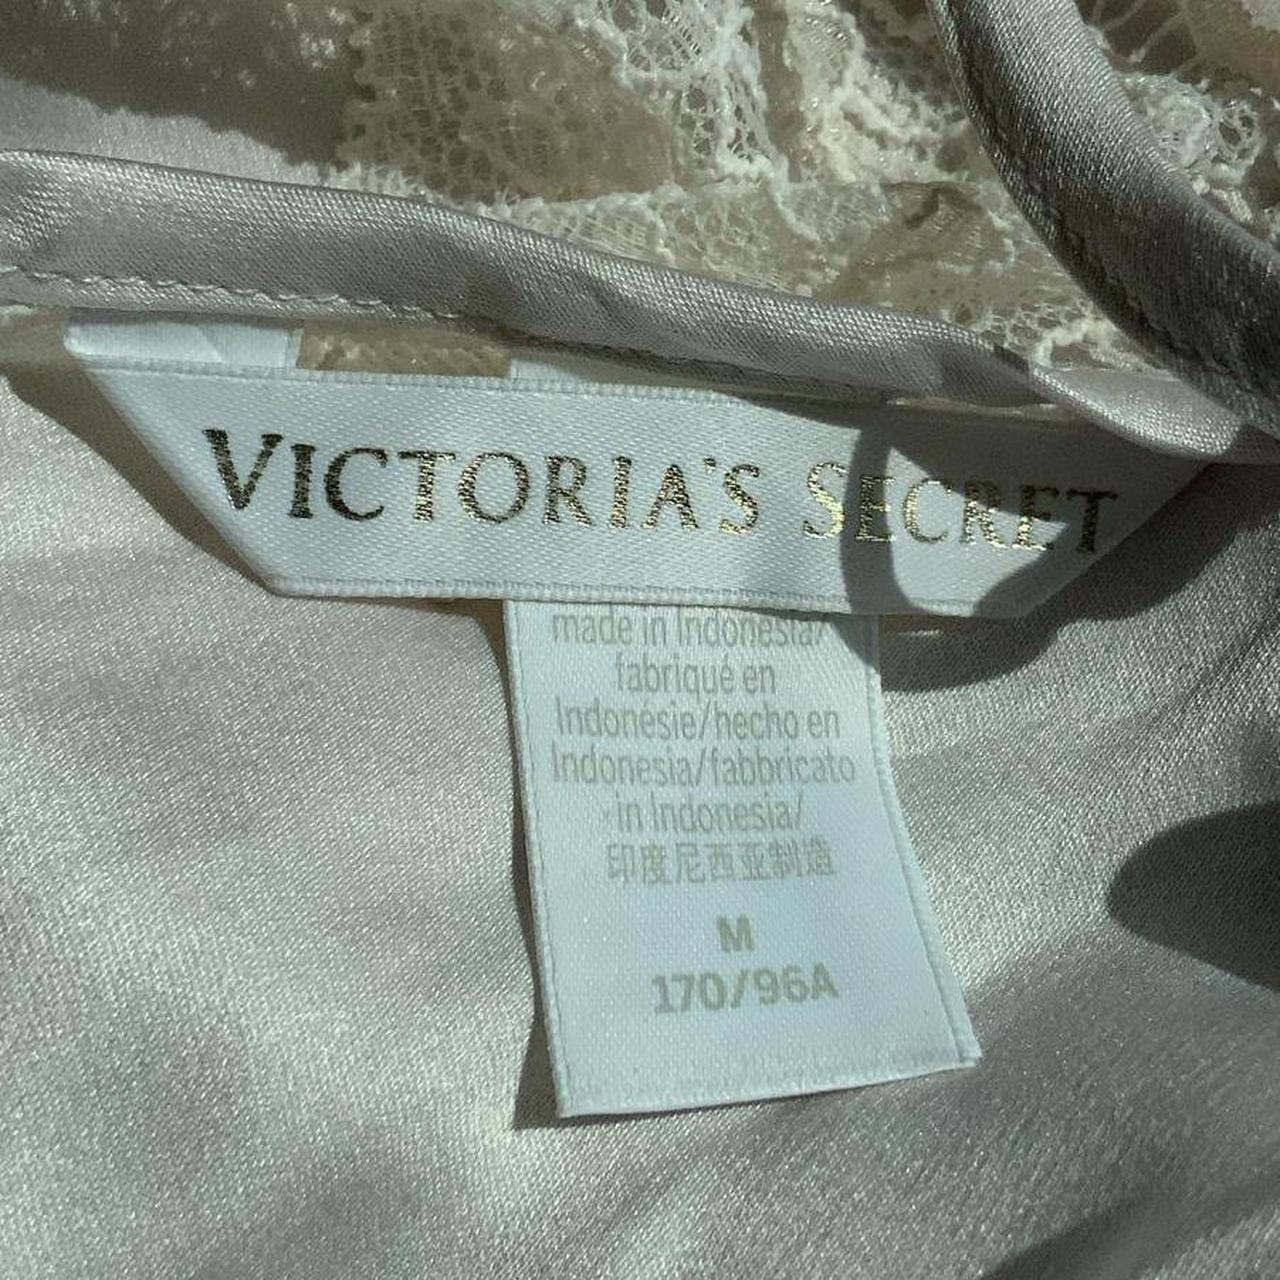 VICTORIA'S SECRET
made in Indonesia/
fabriqué en
Indonésie/hecho en
Indonesia/fabbricato
in Indonesia/
印度尼西亚制造
M
170/96A